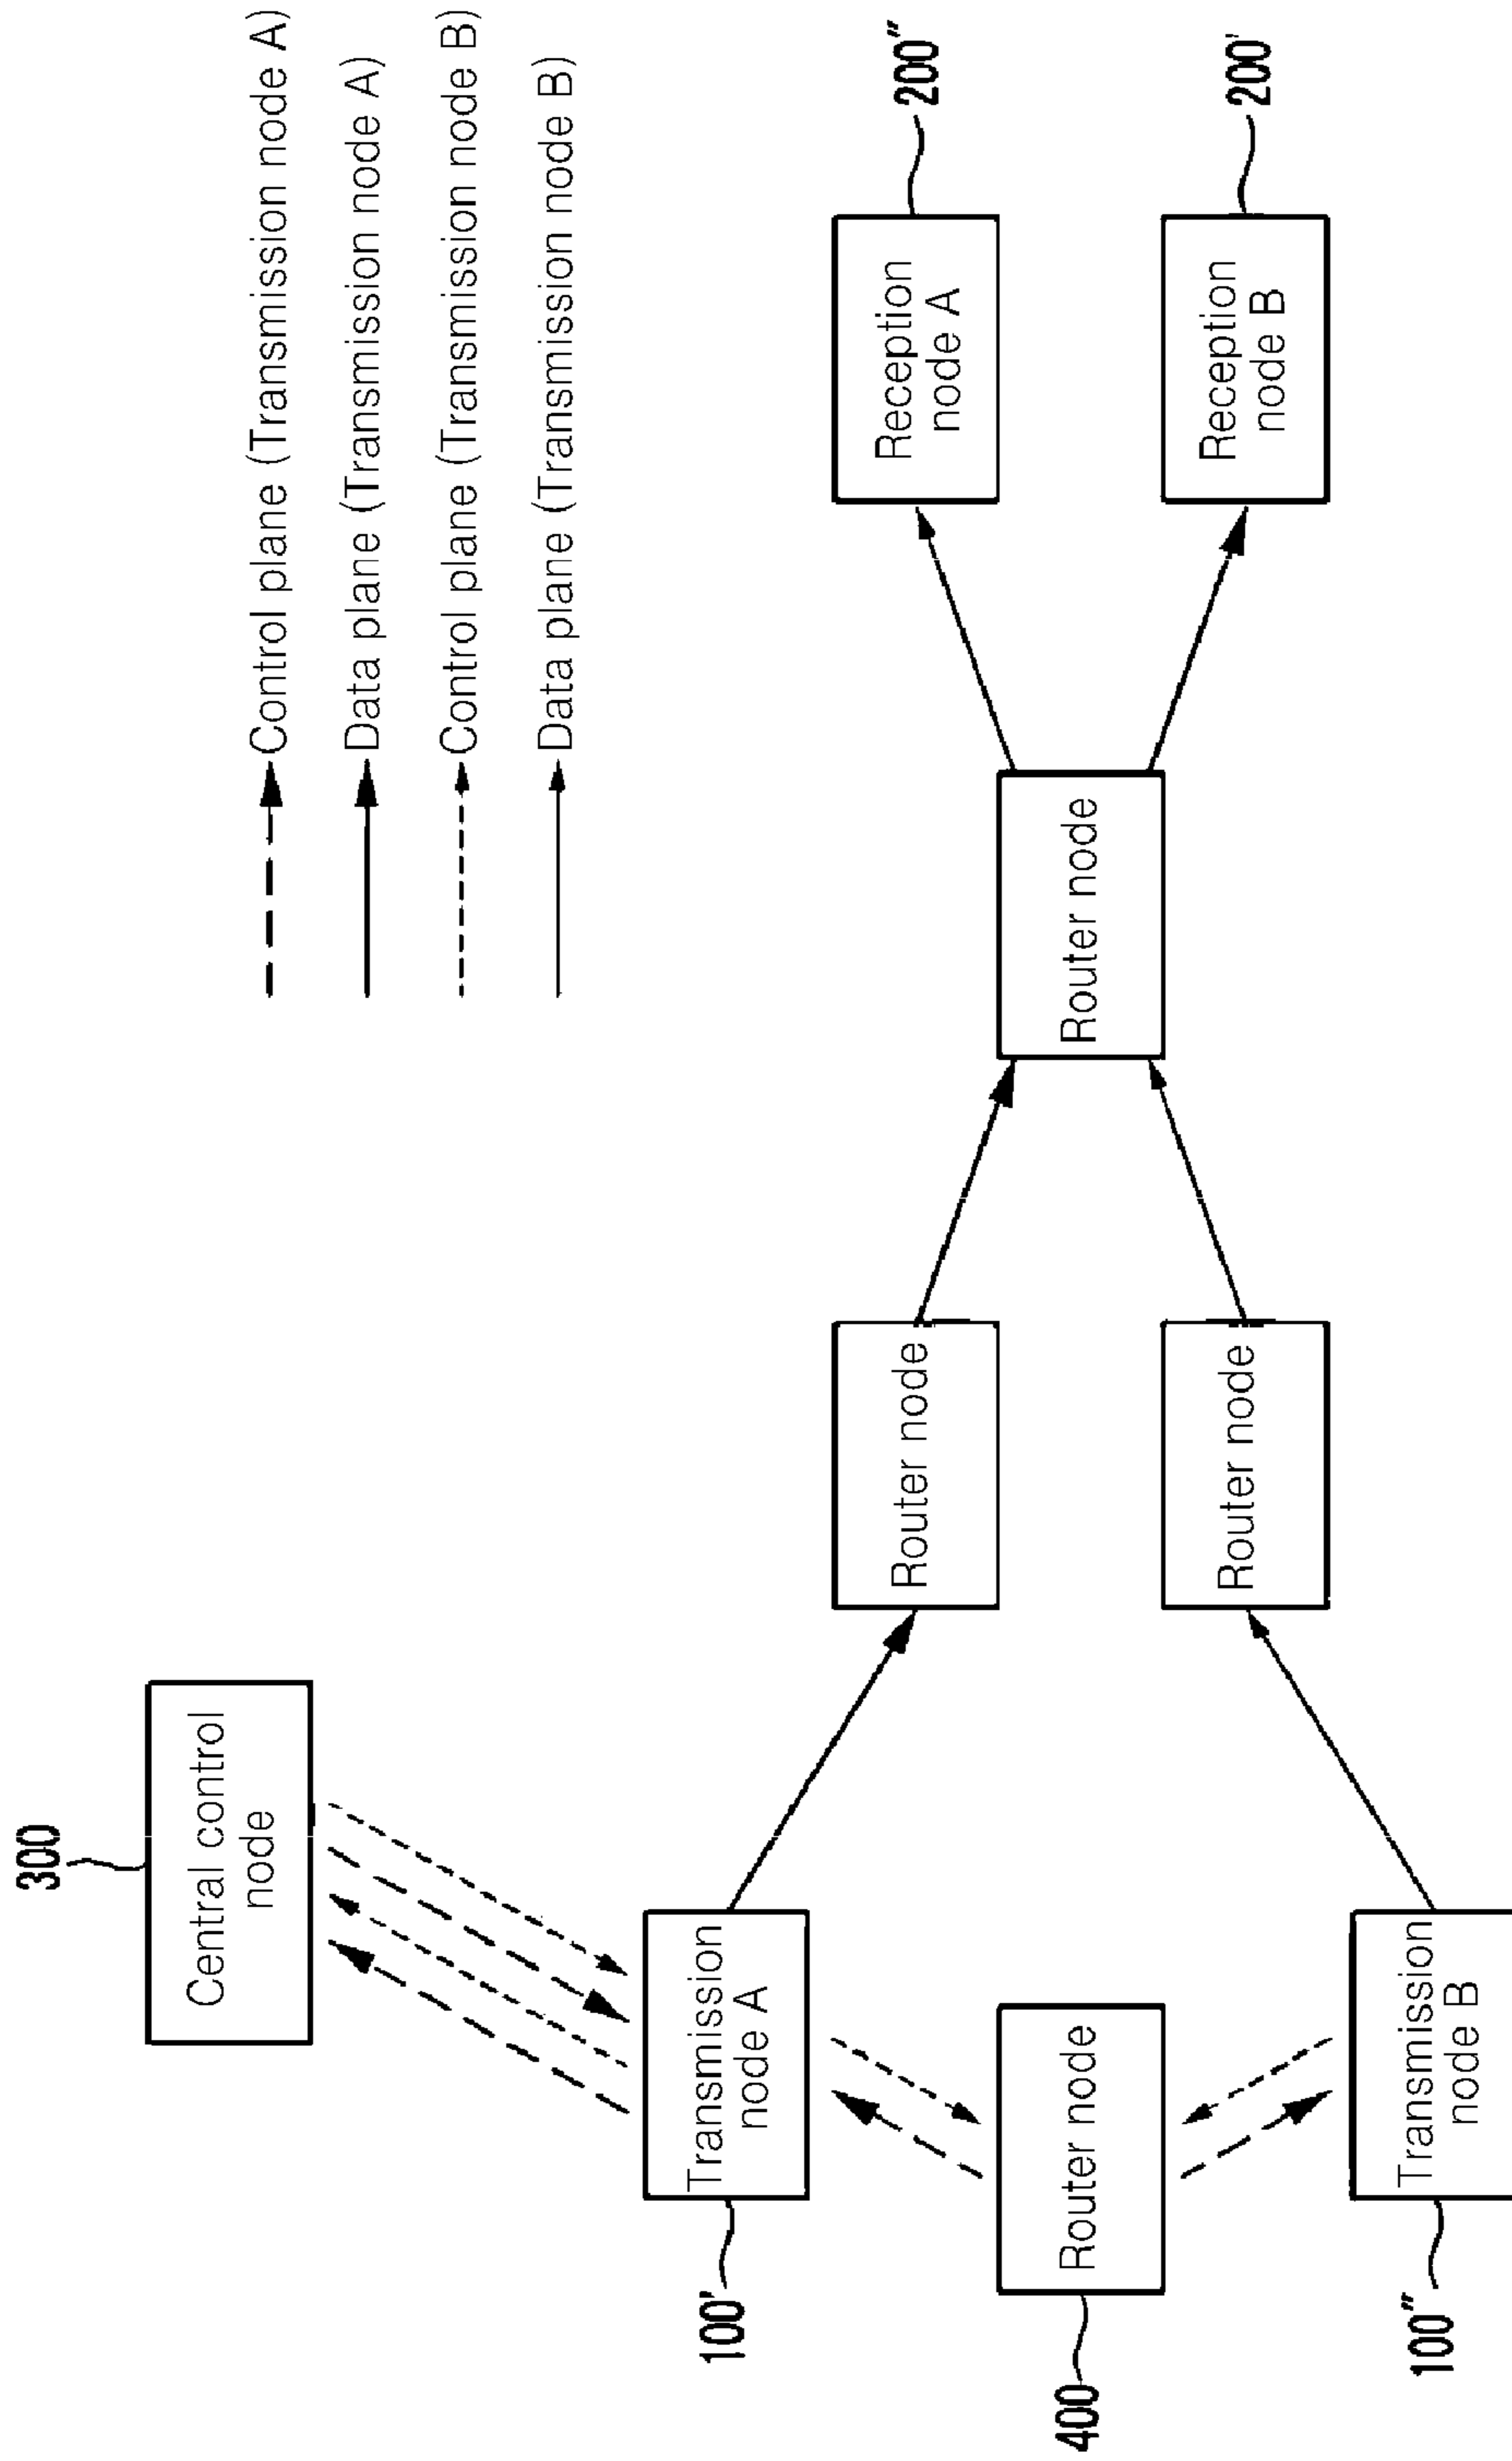 Control plane (Transmission node A)
Data plane (Transmission node A)
Control plane (Transmission node B)
Data plane (Transmission node B)
300
Central control
node
100'
Transmission
node A
Router node
Reception
node A
200"
400
Router node
Router node
100"
Transmission
node B
Router node
Reception
node B
200'